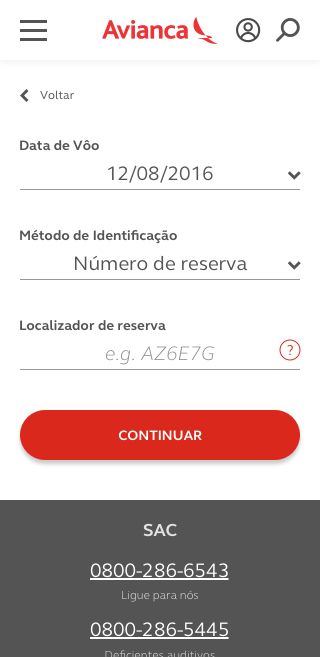 Avianca
Voltar
Data de Vôo
12/08/2016
Método de Identificação
Número de reserva
Localizador de reserva
e.g. AZ6E7G
?
CONTINUAR
SAC
0800-286-6543
Ligue para nós
0800-286-5445
Deficientes auditivos